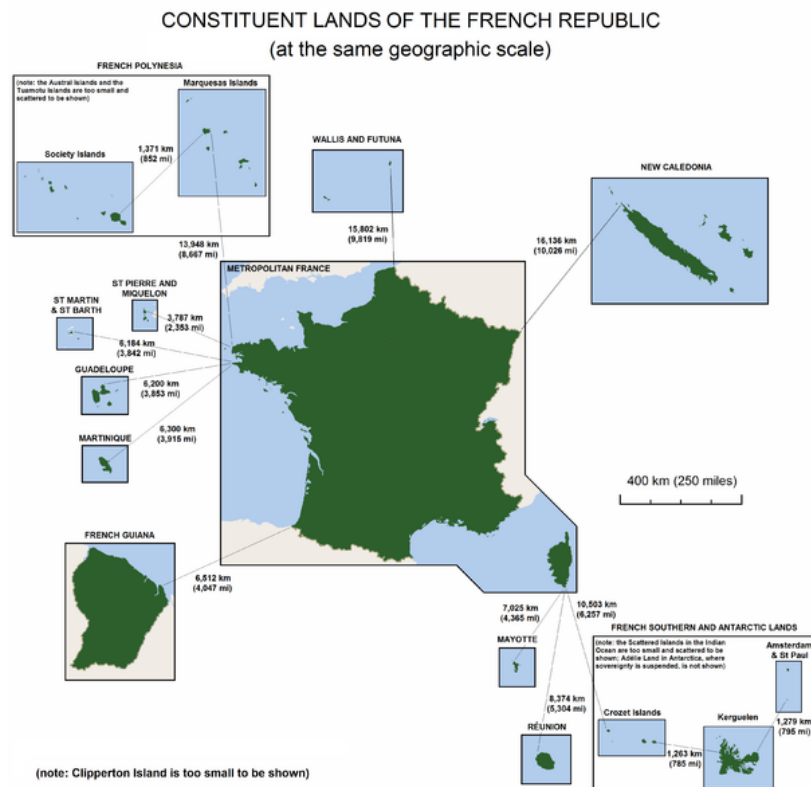 CONSTITUENT LANDS OF THE FRENCH REPUBLIC
(at the same geographic scale)
FRENCH POLYNESIA
(note: the Austral Islands and the
Tuamotu Islands are too small and
scattered to be shown)
Marquesas Islands
1,371 km
(852 mi)
Society Islands
WALLIS AND FUTUNA
NEW CALEDONIA
15,802 km
(9,819 mi)
16,136 km
(10,026 mi)
13,948 km
(8,667 mi)
METROPOLITAN FRANCE
ST PIERRE AND
MIQUELON
ST MARTIN
& ST BARTH
3,787 km
(2,353 mi)
6,184 km
(3,842 mi)
GUADELOUPE
6,200 km
(3,853 mi)
6,300 km
(3,915 mi)
MARTINIQUE
400 km (250 miles)
FRENCH GUIANA
6,512 km
(4,047 mi)
7,025 km
(4,365 mi)
10,503 km
(6,257 mi)
MAYOTTE
FRENCH SOUTHERN AND ANTARCTIC LANDS
(note: the Scattered Islands in the Indian
Ocean are too small and scattered to be
shown; Adélie Land in Antarctica, where
sovereignty is suspended, is not shown)
Amsterdam
& St Paul
8,374 km
(5,304 mi)
RÉUNION
Crozet Islands
Kerguelen
1,279 km
(795 mi)
1,263 km
(785 mi)
(note: Clipperton Island is too small to be shown)